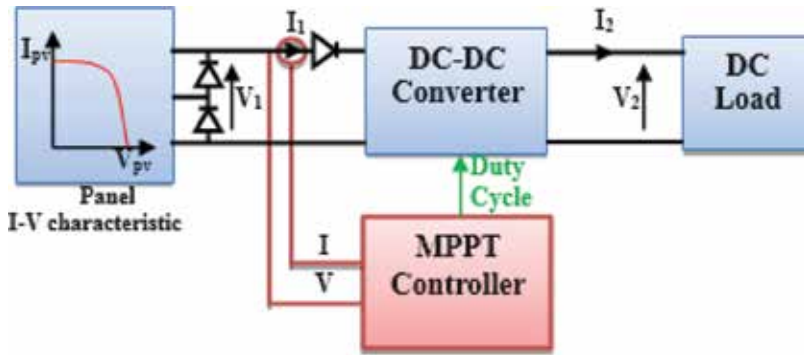 Ipv
Vpv
Panel
I-V characteristic
V1
I1
DC-DC
Converter
I2
V2
DC
Load
Duty
Cycle
I
V
MPPT
Controller